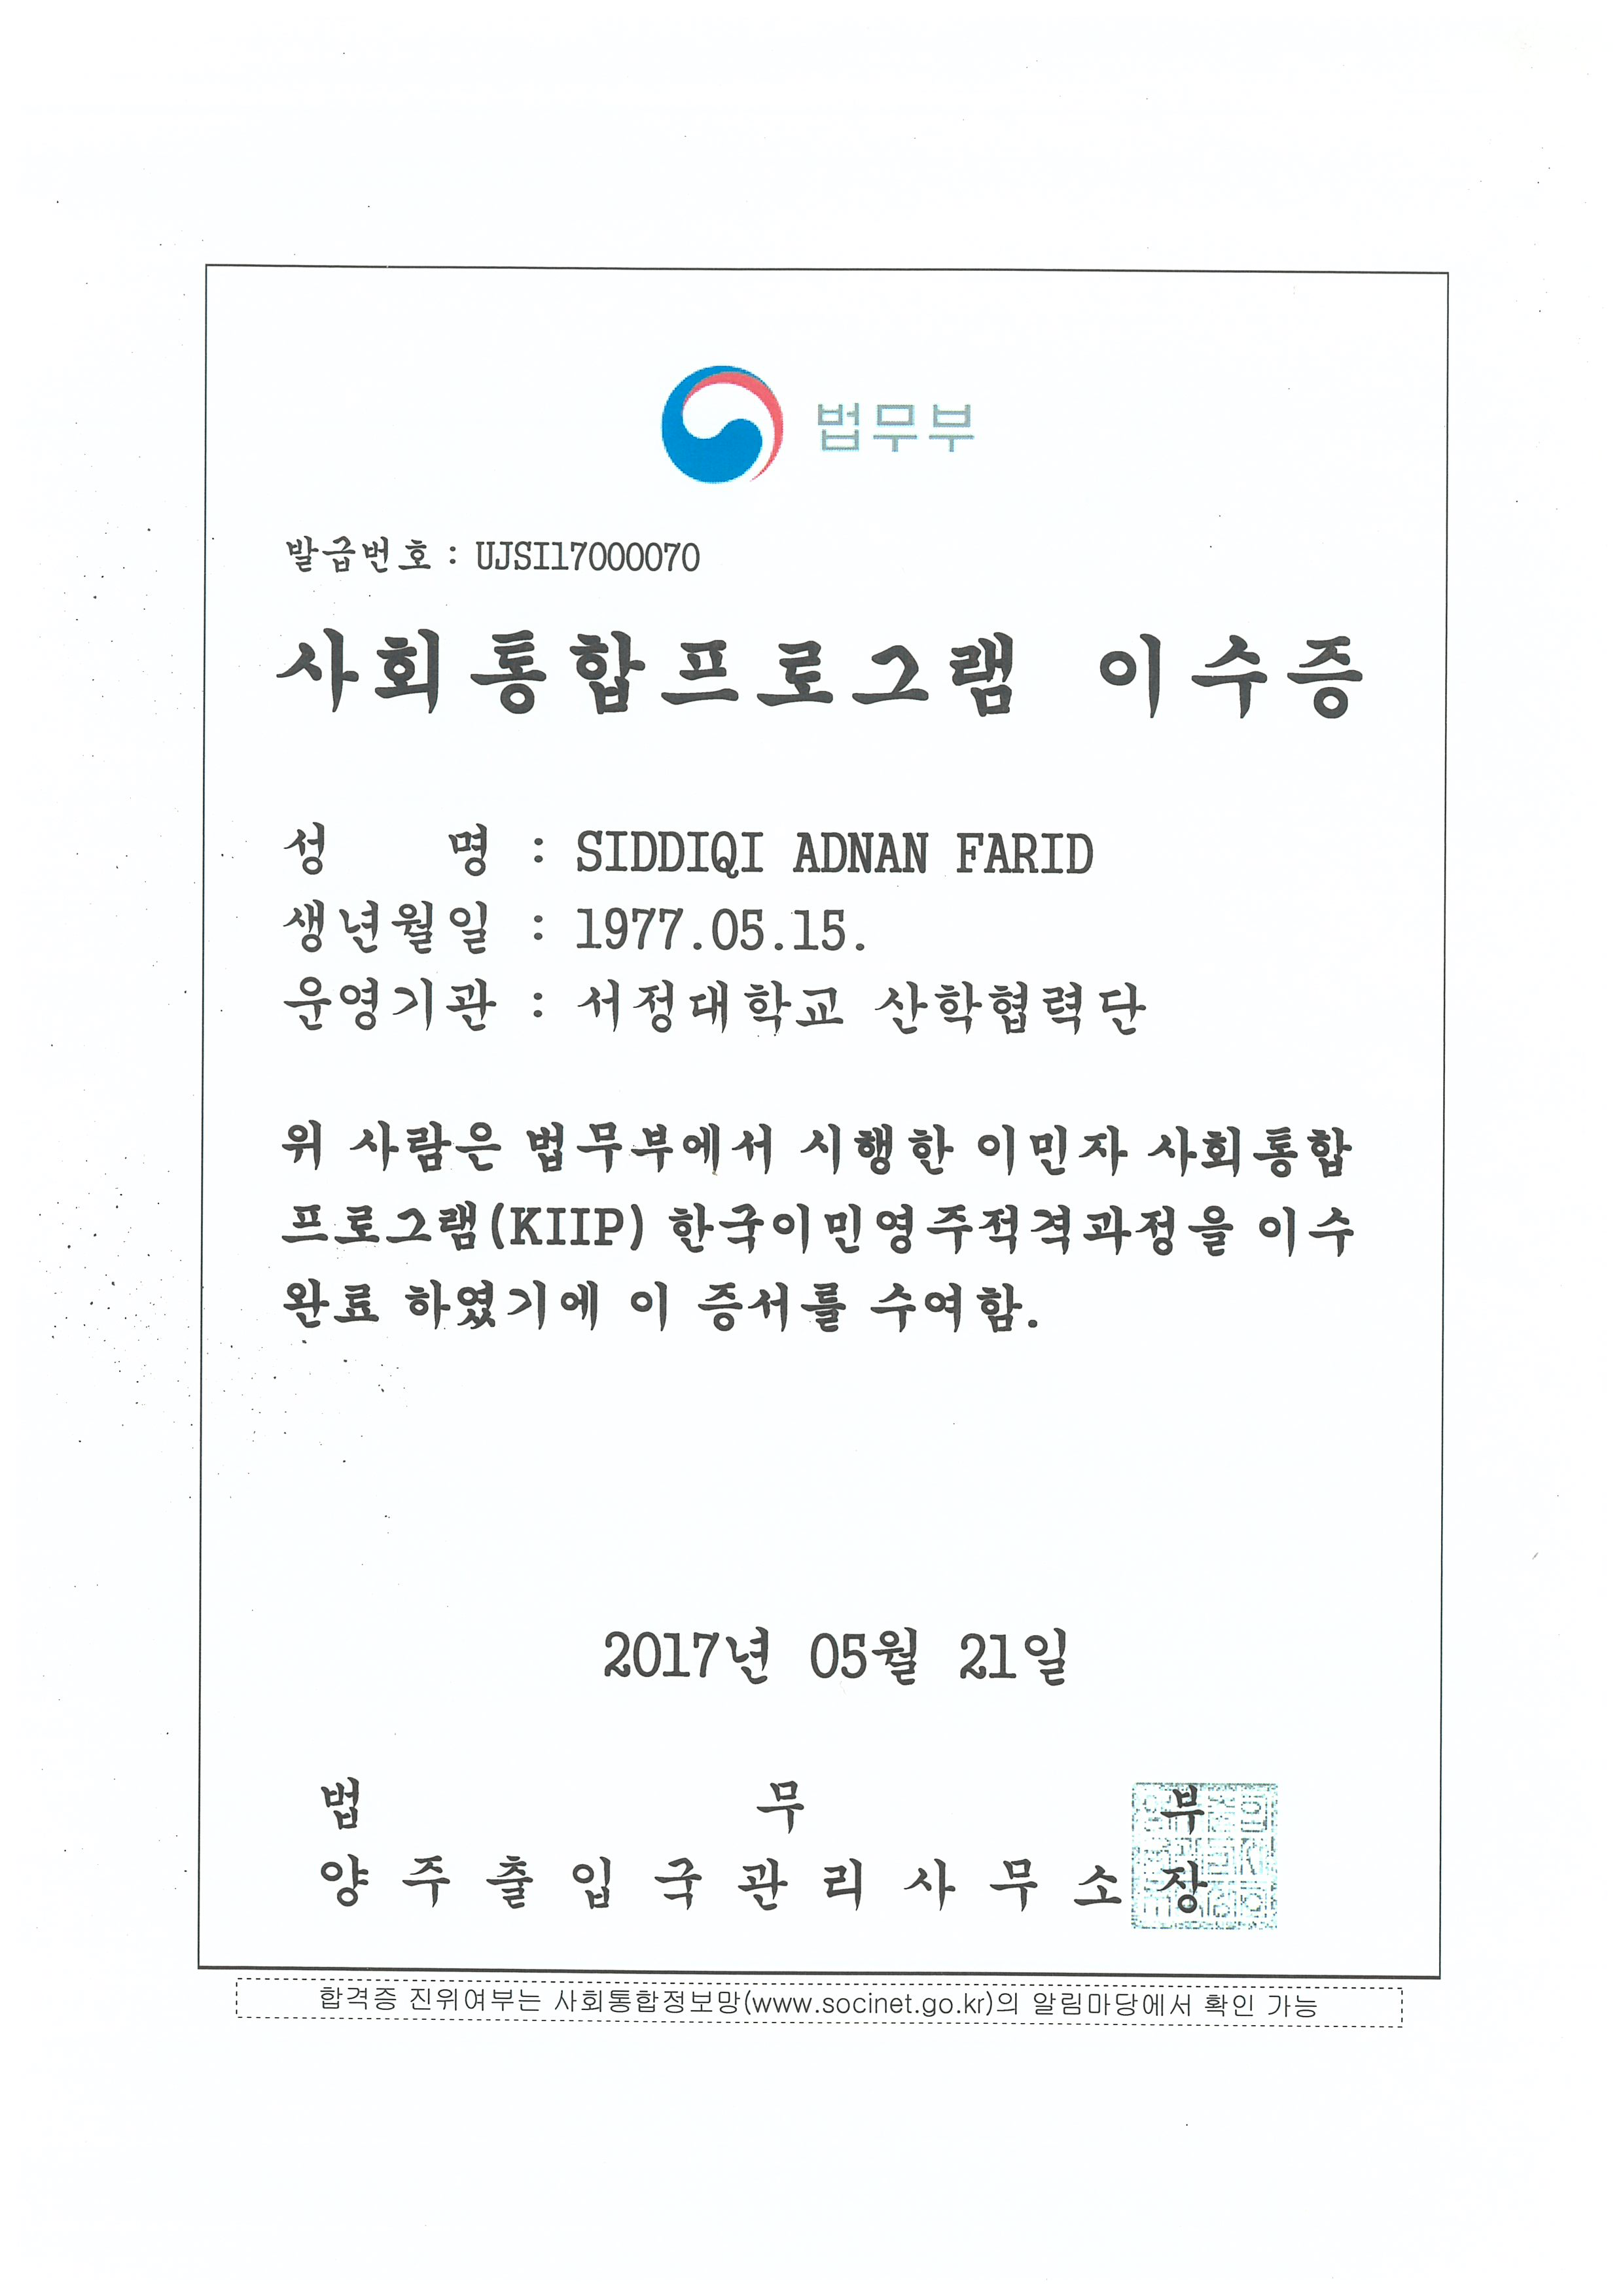 법무부
발급번호 : UJSI17000070
사회통합프로그램 이수증
성 명 : SIDDIQI ADNAN FARID
생년월일 : 1977.05.15.
운영기관 : 서정대학교 산학협력단
위 사람은 법무부에서 시행한 이민자 사회통합
프로그램(KIIP) 한국이민영주적격과정을 이수
완료 하였기에 이 증서를 수여함.
2017년 05월 21일
법 무 부
양 주 출 입 국 관 리 사 무 소 장
합격증 진위여부는 사회통합정보망(www.socinet.go.kr)의 알림마당에서 확인 가능